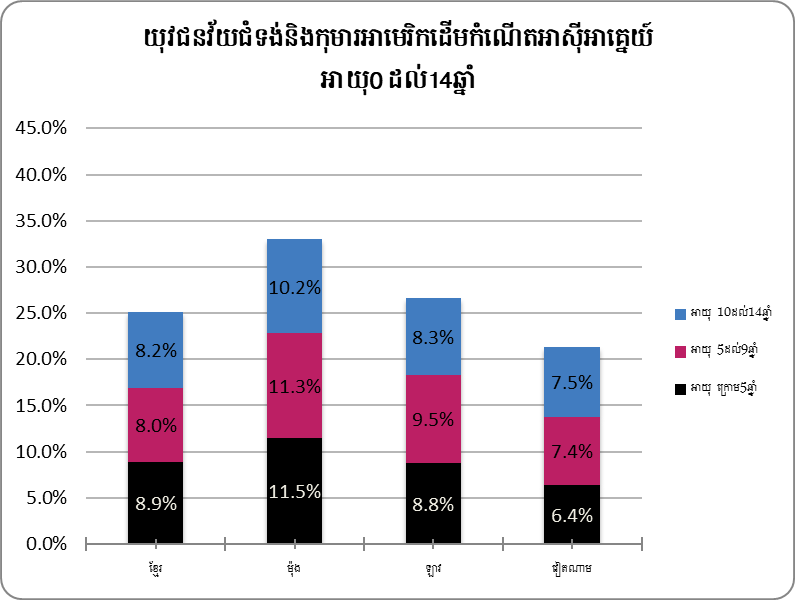 យុវជនវ័យជំទង់និងកុមារអាមេរិកដើមកំណើតអាស៊ីអាគ្នេយ៍
អាយុ0 ដល់14ឆ្នាំ
45.0%
40.0%
35.0%
30.0%
25.0%
20.0%
15.0%
10.0%
5.0%
0.0%
8.2%
8.0%
8.9%
10.2%
11.3%
11.5%
8.3%
9.5%
8.8%
7.5%
7.4%
6.4%
ខ្មែរ
ម៉ុង
ឡាវ
វៀតណាម
អាយុ 10ដល់14ឆ្នាំ
អាយុ 5ដល់9ឆ្នាំ
អាយុ ក្រោម5ឆ្នាំ